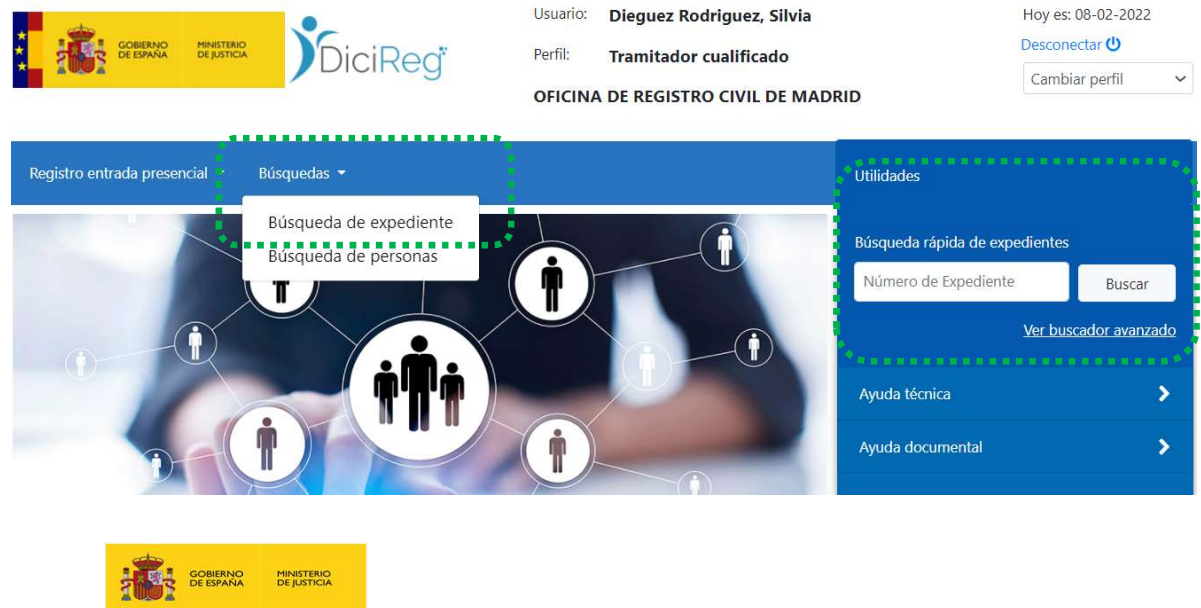 GOBIERNO
DE ESPAÑA
MINISTERIO
DE JUSTICIA
DiciReg
Usuario: Dieguez Rodriguez, Silvia
Perfil: Tramitador cualificado
OFICINA DE REGISTRO CIVIL DE MADRID
Hoy es: 08-02-2022
Desconectar
Cambiar perfil
Registro entrada presencial
Búsquedas
Búsqueda de expediente
Búsqueda de personas
Utilidades
Búsqueda rápida de expedientes
Número de Expediente
Buscar
Ver buscador avanzado
Ayuda técnica
Ayuda documental
GOBIERNO
DE ESPAÑA
MINISTERIO
DE JUSTICIA